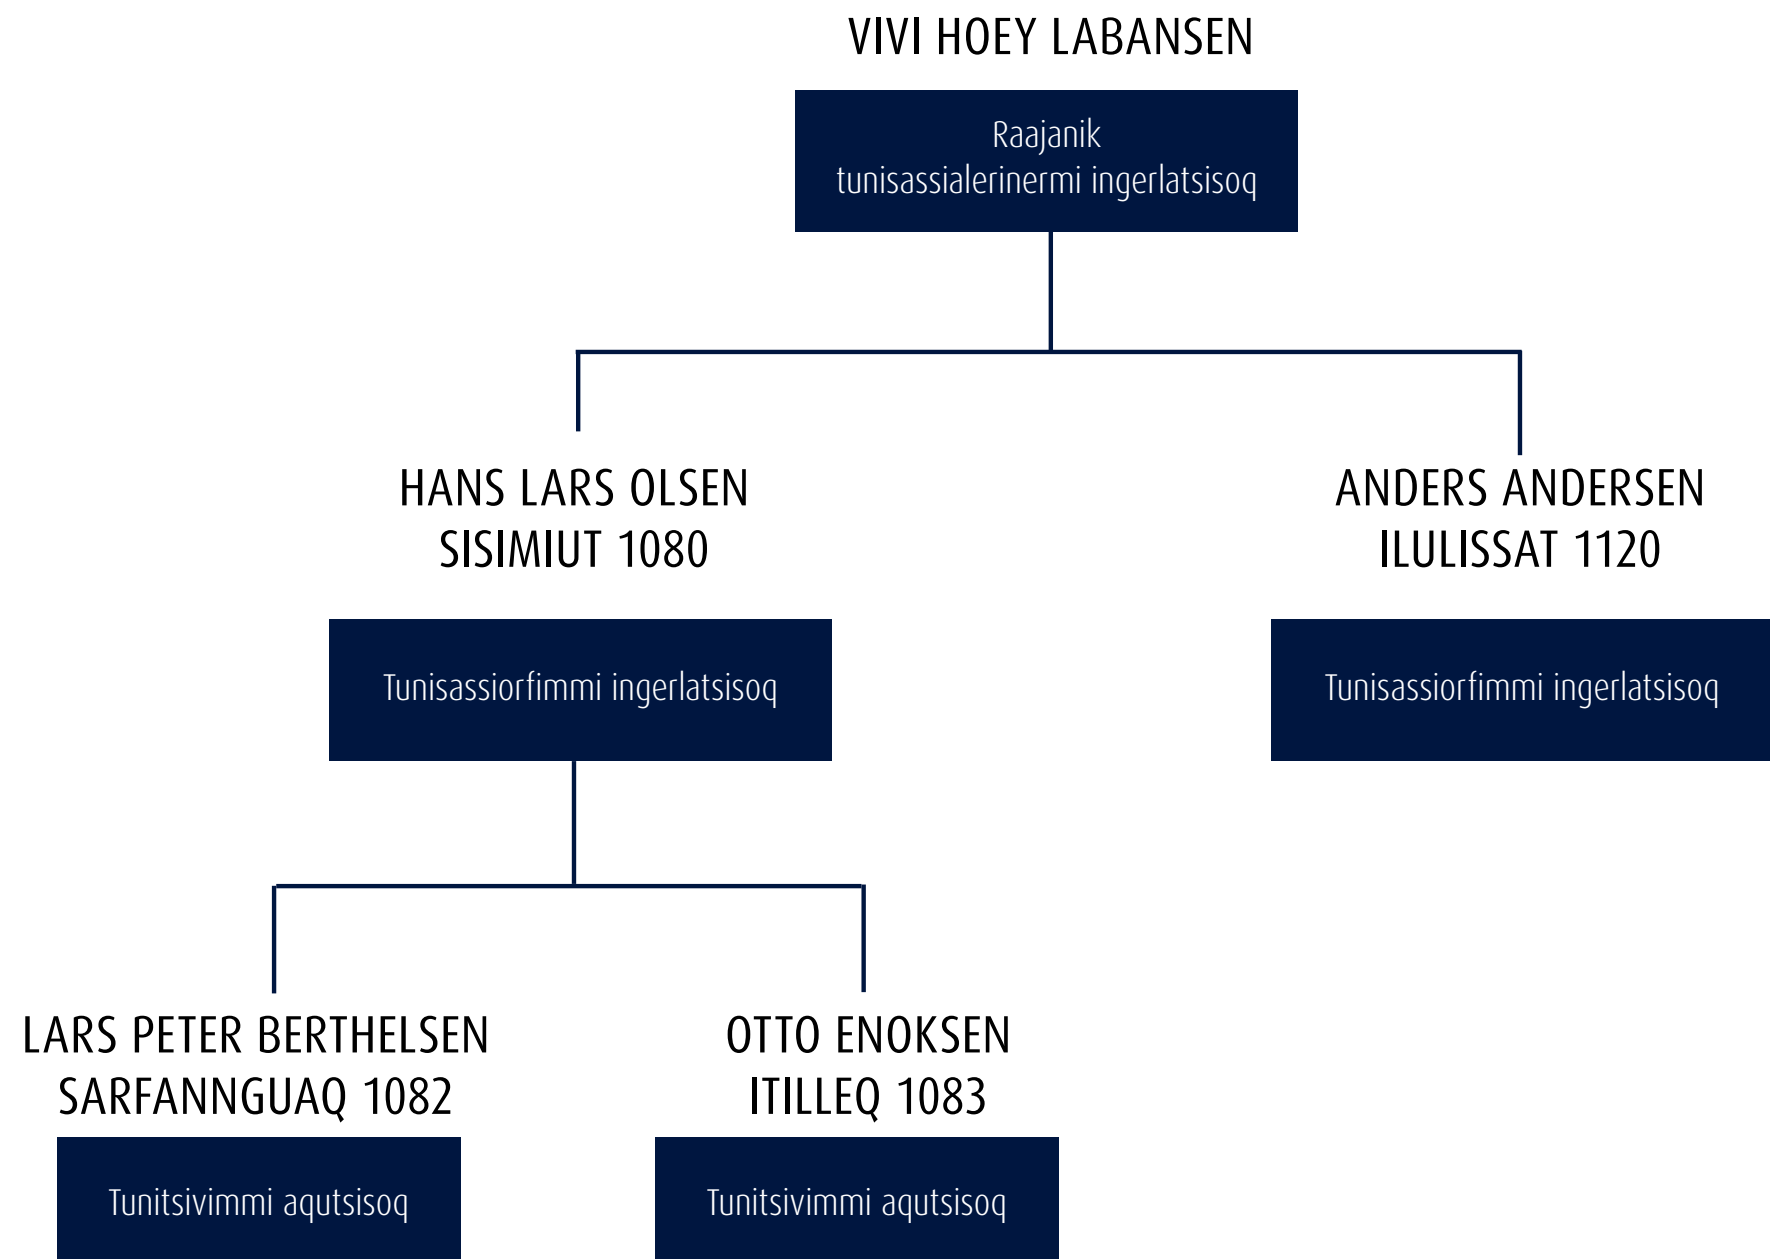 VIVI HOEY LABANSEN
Raajanik
tunisassialerinermi ingerlatsisoq
HANS LARS OLSEN
SISIMIUT 1080
Tunisassiorfimmi ingerlatsisoq
ANDERS ANDERSEN
ILULISSAT 1120
Tunisassiorfimmi ingerlatsisoq
LARS PETER BERTHELSEN
SARFANNGUAQ 1082
Tunitsivimmi aqutsisoq
OTTO ENOKSEN
ITILLEQ 1083
Tunitsivimmi aqutsisoq